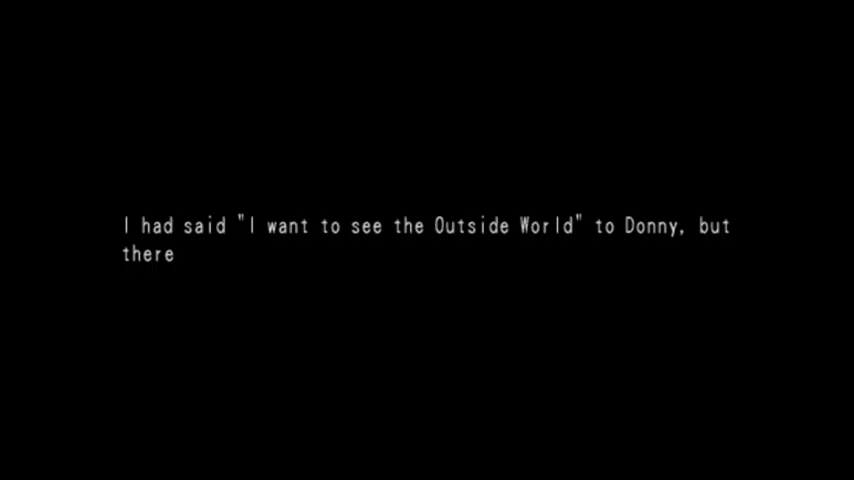 I had said "I want to see the Outside World" to Donny, but
there